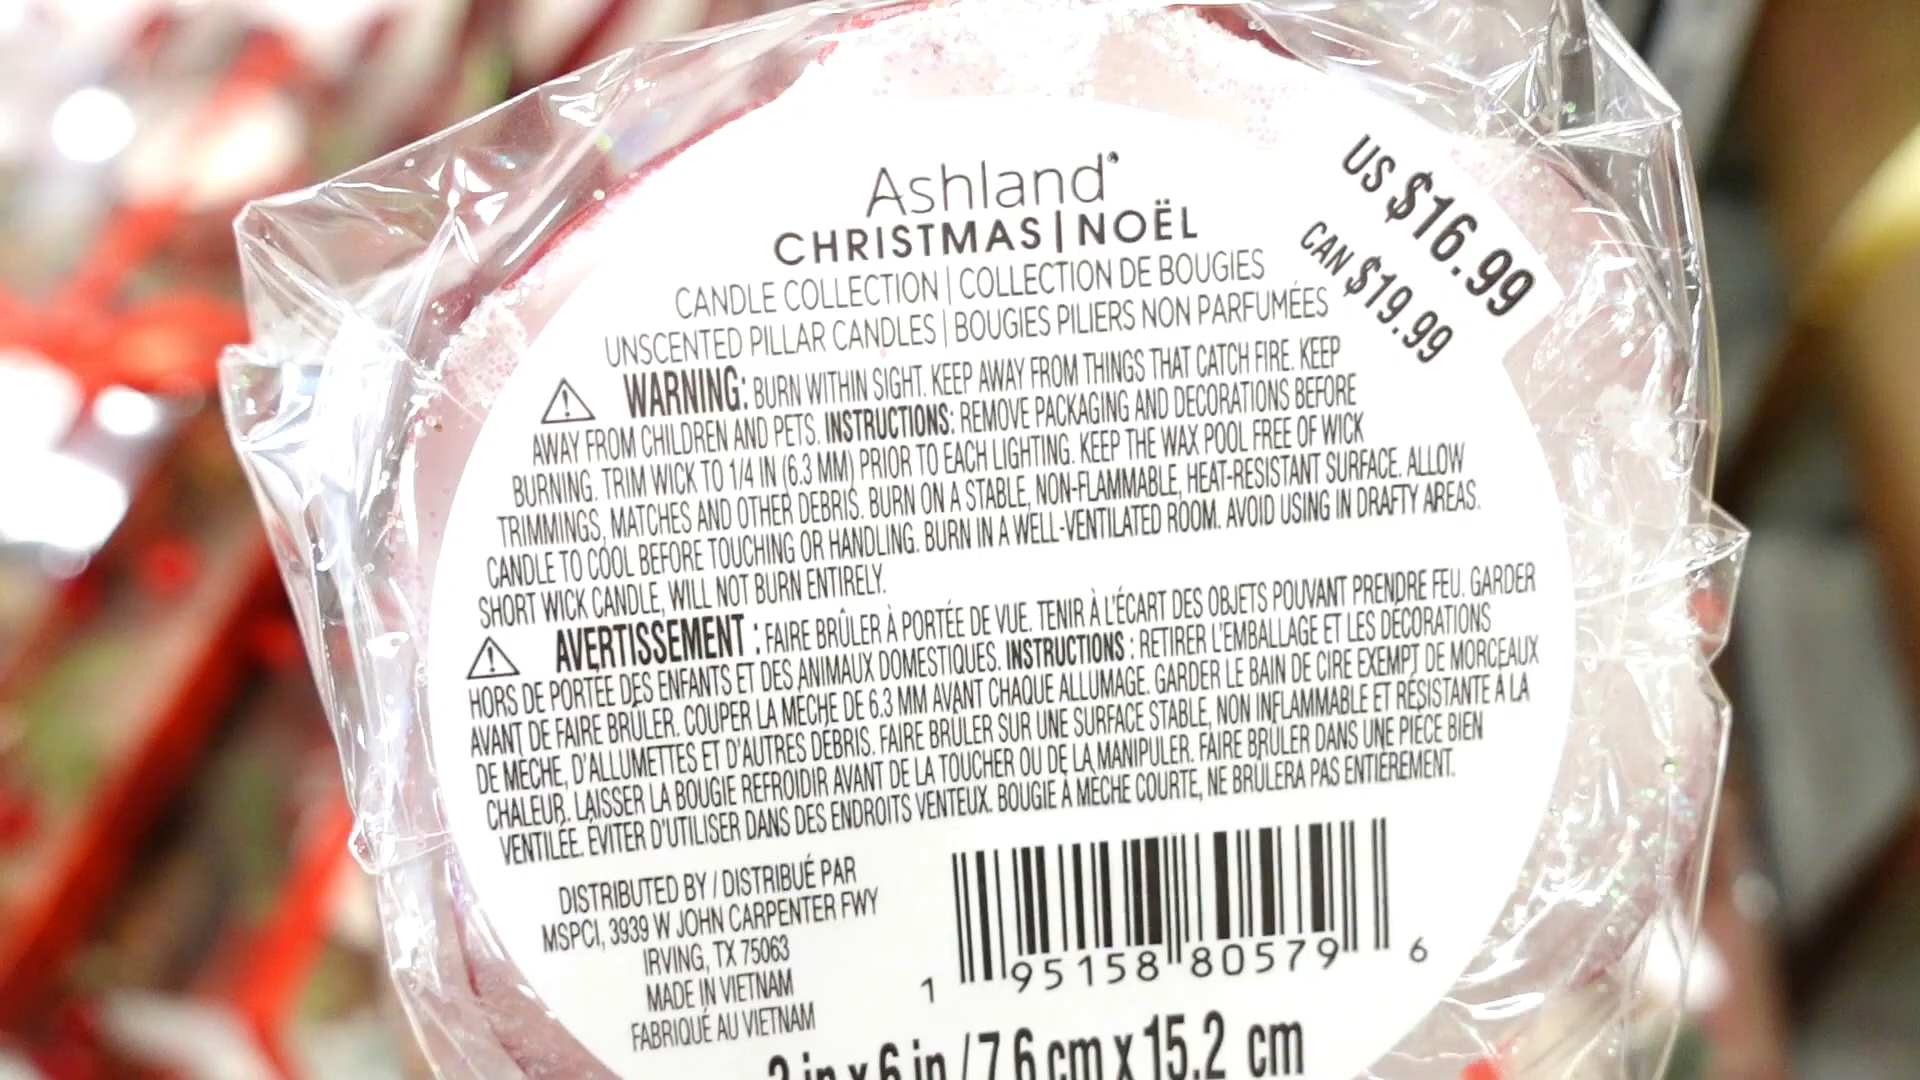 Ashland®
CHRISTMAS | NOËL
CANDLE COLLECTION | COLLECTION DE BOUGIES
UNSCENTED PILLAR CANDLES | BOUGIES PILIERS NON PARFUMÉES
US $16.99
CAN $19.99
WARNING: BURN WITHIN SIGHT. KEEP AWAY FROM THINGS THAT CATCH FIRE. KEEP
AWAY FROM CHILDREN AND PETS. INSTRUCTIONS: REMOVE PACKAGING AND DECORATIONS BEFORE
BURNING. TRIM WICK TO 1/4 IN (6.3 MM) PRIOR TO EACH LIGHTING. KEEP THE WAX POOL FREE OF WICK
TRIMMINGS, MATCHES AND OTHER DEBRIS. BURN ON A STABLE, NON-FLAMMABLE, HEAT-RESISTANT SURFACE. ALLOW
CANDLE TO COOL BEFORE TOUCHING OR HANDLING. BURN IN A WELL-VENTILATED ROOM. AVOID USING IN DRAFTY AREAS.
SHORT WICK CANDLE, WILL NOT BURN ENTIRELY.
AVERTISSEMENT : FAIRE BRÛLER À PORTÉE DE VUE. TENIR À L'ÉCART DES OBJETS POUVANT PRENDRE FEU. GARDER
HORS DE PORTÉE DES ENFANTS ET DES ANIMAUX DOMESTIQUES. INSTRUCTIONS : RETIRER L'EMBALLAGE ET LES DÉCORATIONS
AVANT DE FAIRE BRÛLER. COUPER LA MÈCHE DE 6.3 MM AVANT CHAQUE ALLUMAGE. GARDER LE BAIN DE CIRE EXEMPT DE MORCEAUX
DE MÈCHE, D'ALLUMETTES ET D'AUTRES DÉBRIS. FAIRE BRÛLER SUR UNE SURFACE STABLE, NON INFLAMMABLE ET RÉSISTANTE À LA
CHALEUR. LAISSER LA BOUGIE REFROIDIR AVANT DE LA TOUCHER OU DE LA MANIPULER. FAIRE BRÛLER DANS UNE PIÈCE BIEN
VENTILÉE. ÉVITER D'UTILISER DANS DES ENDROITS VENTEUX. BOUGIE À MÈCHE COURTE, NE BRÛLERA PAS ENTIÈREMENT.
DISTRIBUTED BY / DISTRIBUÉ PAR
MSPCI, 3939 W JOHN CARPENTER FWY
IRVING, TX 75063
MADE IN VIETNAM
FABRIQUÉ AU VIETNAM
1 95158 80579 6
3 in x 6 in / 7.6 cm x 15.2 cm